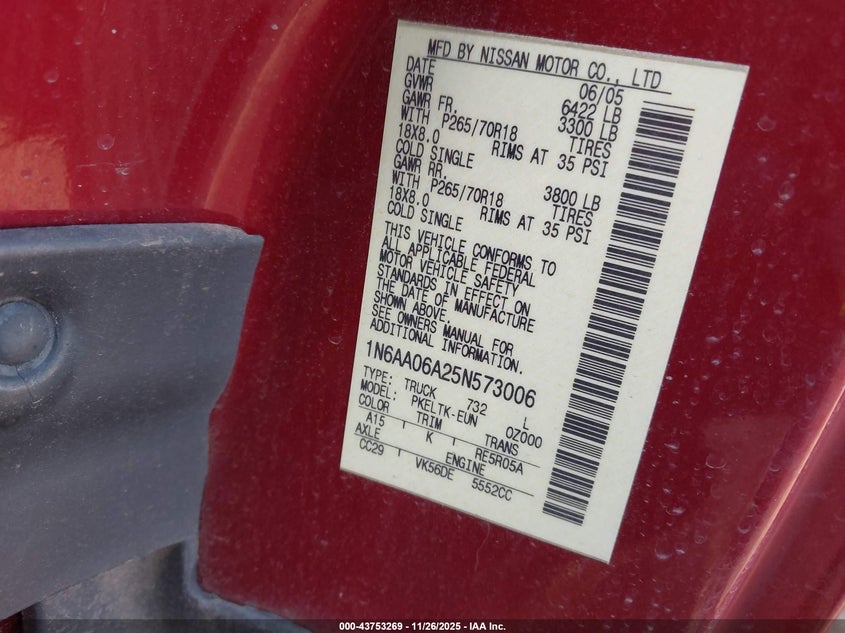 MFD BY NISSAN MOTOR CO., LTD
DATE 06/05
GVWR 6422 LB
GAWR FR. 3300 LB
WITH P265/70R18 TIRES
18X8.0 RIMS AT 35 PSI
COLD SINGLE
GAWR RR. 3800 LB
WITH P265/70R18 TIRES
18X8.0 RIMS AT 35 PSI
COLD SINGLE
THIS VEHICLE CONFORMS TO
ALL APPLICABLE FEDERAL
MOTOR VEHICLE SAFETY
STANDARDS IN EFFECT ON
THE DATE OF MANUFACTURE
SHOWN ABOVE.
SEE OWNERS MANUAL FOR
ADDITIONAL INFORMATION.
1N6AA06A25N573006
TYPE: TRUCK 732 L
MODEL: PKELTK-EUN 0Z000
COLOR TRIM TRANS
A15 K RE5R05A
AXLE ENGINE
CC29 VK56DE 5552CC
000-43753269 - 11/26/2025 - IAA Inc.